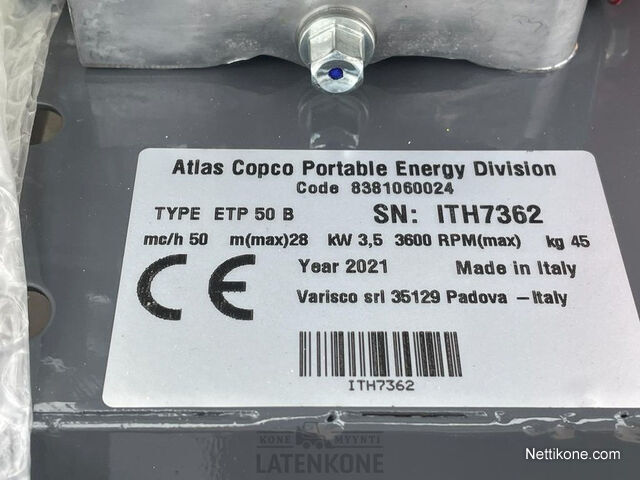 Atlas Copco Portable Energy Division
Code 8381060024
TYPE ETP 50 B SN: ITH7362
mc/h 50 m(max)28 kW 3,5 3600 RPM(max) kg 45
CE Year 2021 Made in Italy
Varisco srl 35129 Padova – Italy
ITH7362
KONE MYYNTI
LATENKONE
Nettikone.com